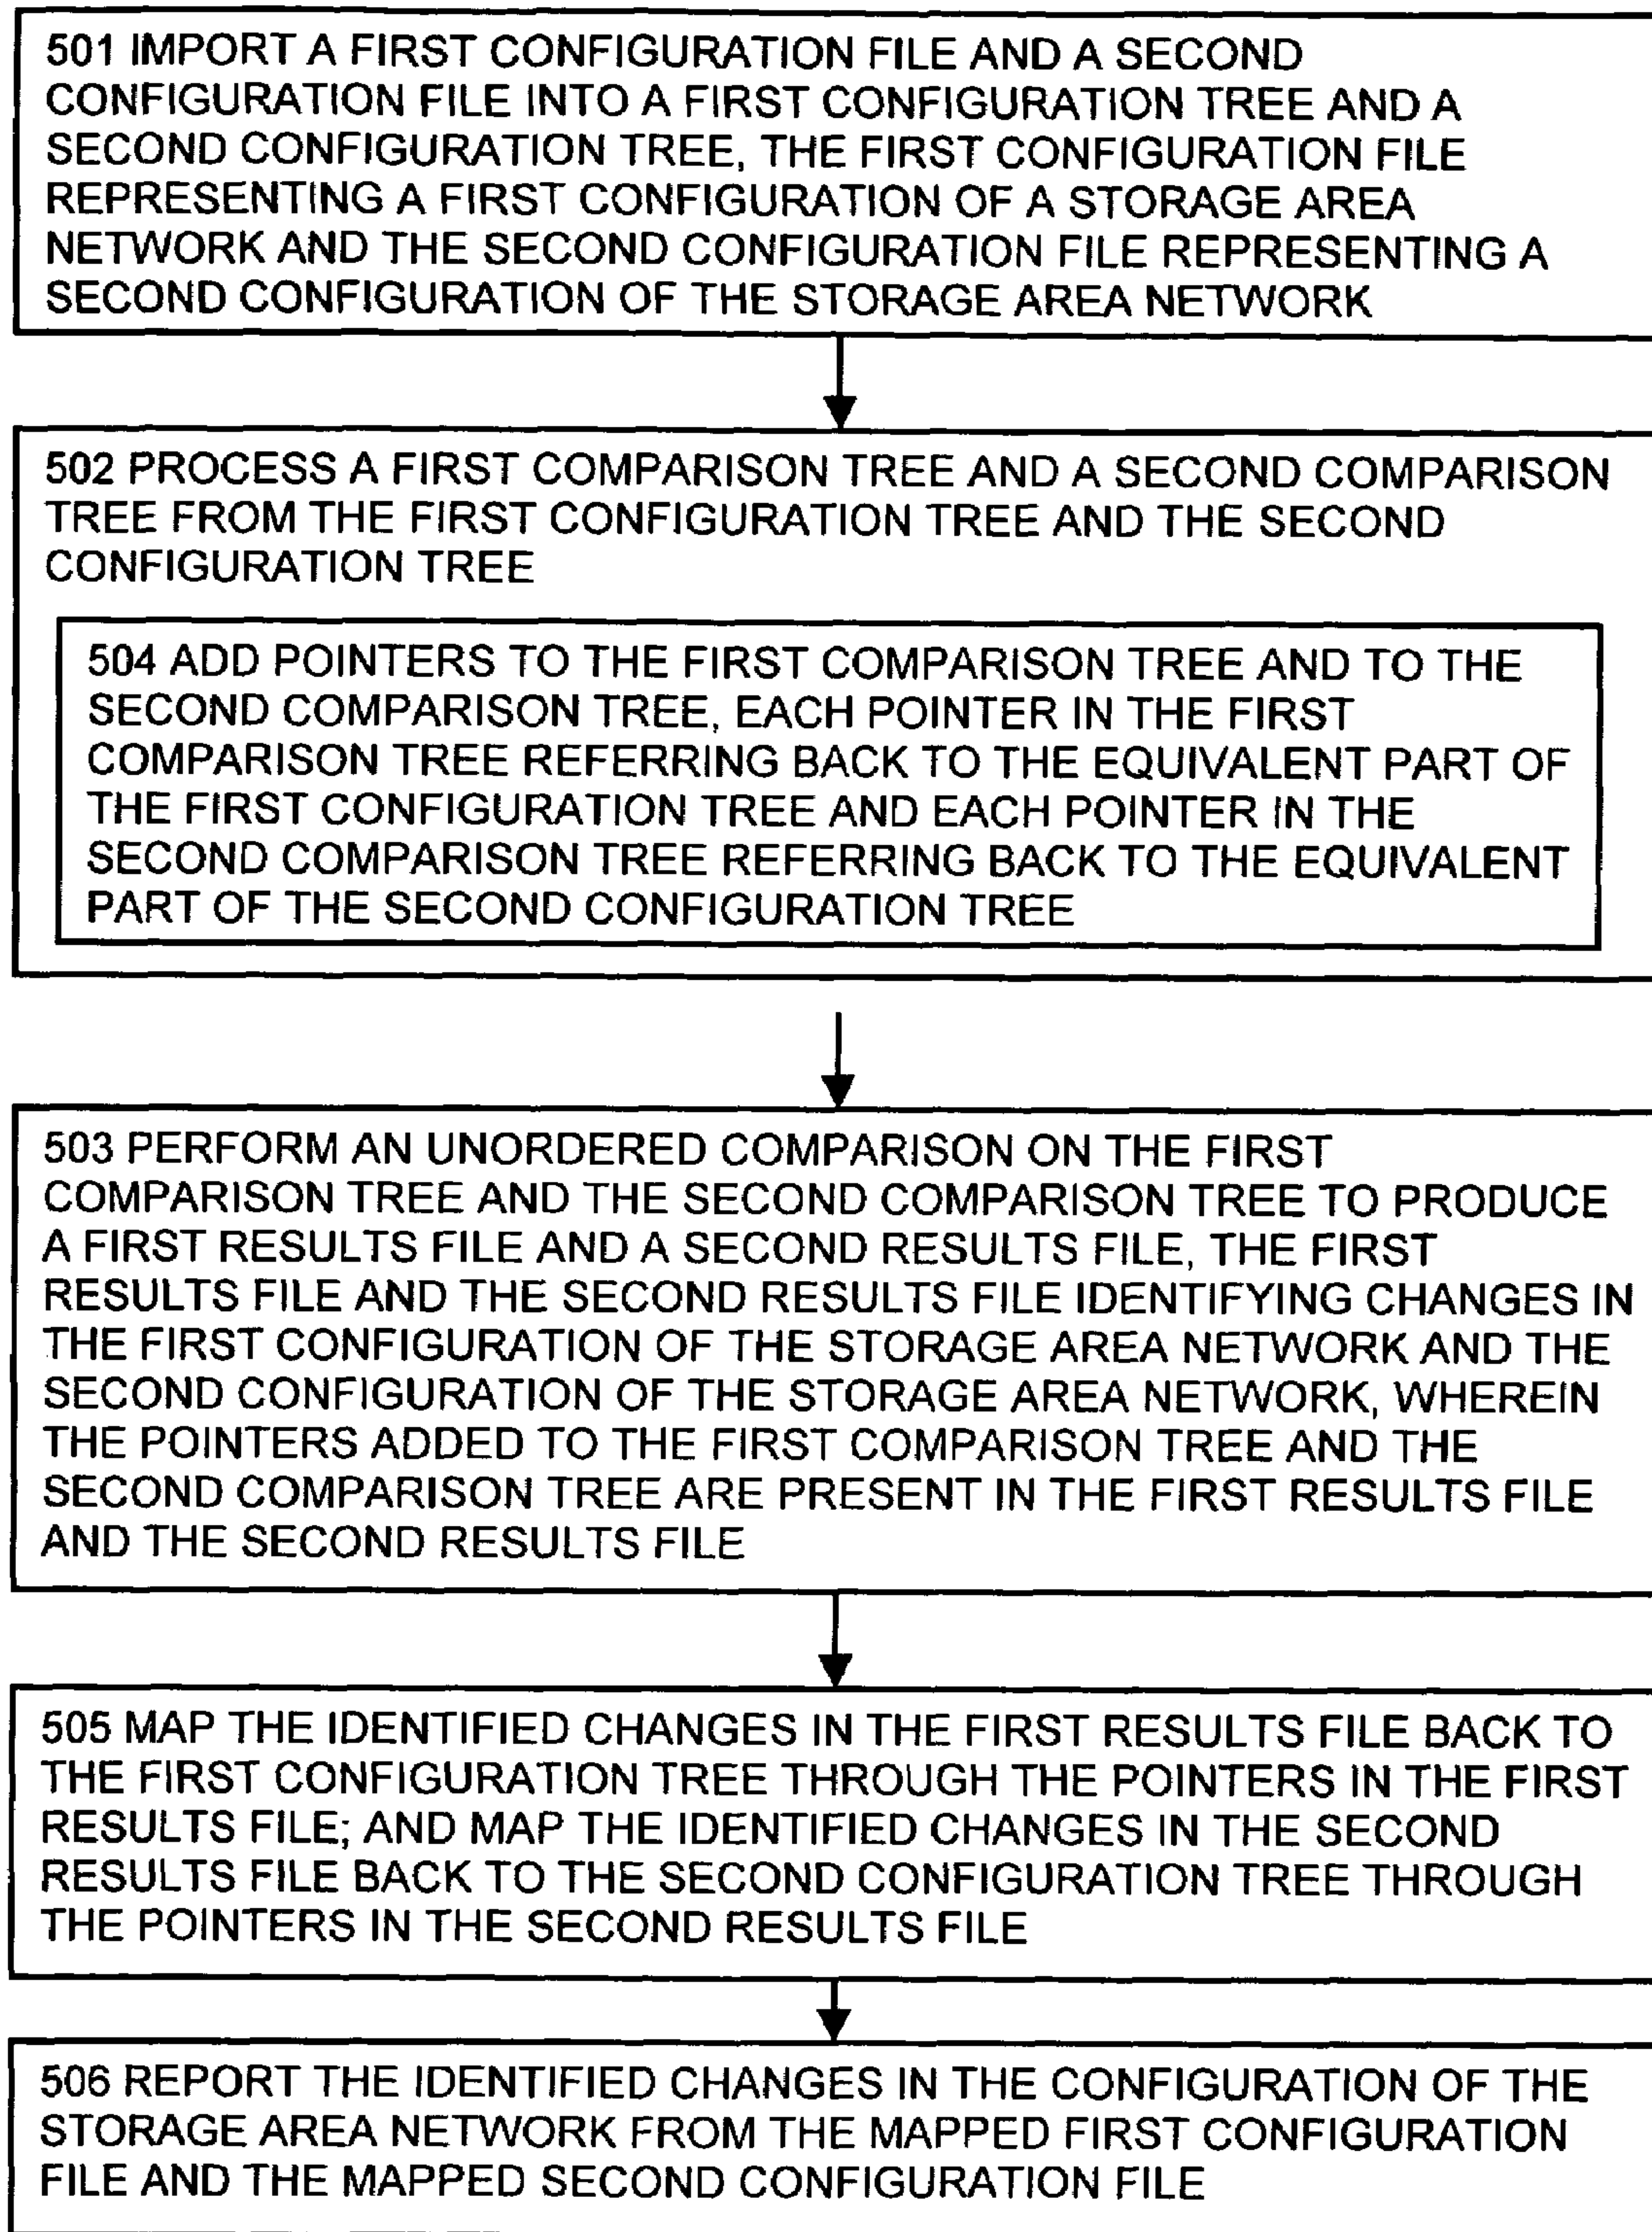 501 IMPORT A FIRST CONFIGURATION FILE AND A SECOND
CONFIGURATION FILE INTO A FIRST CONFIGURATION TREE AND A
SECOND CONFIGURATION TREE, THE FIRST CONFIGURATION FILE
REPRESENTING A FIRST CONFIGURATION OF A STORAGE AREA
NETWORK AND THE SECOND CONFIGURATION FILE REPRESENTING A
SECOND CONFIGURATION OF THE STORAGE AREA NETWORK
502 PROCESS A FIRST COMPARISON TREE AND A SECOND COMPARISON
TREE FROM THE FIRST CONFIGURATION TREE AND THE SECOND
CONFIGURATION TREE
504 ADD POINTERS TO THE FIRST COMPARISON TREE AND TO THE
SECOND COMPARISON TREE, EACH POINTER IN THE FIRST
COMPARISON TREE REFERRING BACK TO THE EQUIVALENT PART OF
THE FIRST CONFIGURATION TREE AND EACH POINTER IN THE
SECOND COMPARISON TREE REFERRING BACK TO THE EQUIVALENT
PART OF THE SECOND CONFIGURATION TREE
503 PERFORM AN UNORDERED COMPARISON ON THE FIRST
COMPARISON TREE AND THE SECOND COMPARISON TREE TO PRODUCE
A FIRST RESULTS FILE AND A SECOND RESULTS FILE, THE FIRST
RESULTS FILE AND THE SECOND RESULTS FILE IDENTIFYING CHANGES IN
THE FIRST CONFIGURATION OF THE STORAGE AREA NETWORK AND THE
SECOND CONFIGURATION OF THE STORAGE AREA NETWORK, WHEREIN
THE POINTERS ADDED TO THE FIRST COMPARISON TREE AND THE
SECOND COMPARISON TREE ARE PRESENT IN THE FIRST RESULTS FILE
AND THE SECOND RESULTS FILE
505 MAP THE IDENTIFIED CHANGES IN THE FIRST RESULTS FILE BACK TO
THE FIRST CONFIGURATION TREE THROUGH THE POINTERS IN THE FIRST
RESULTS FILE; AND MAP THE IDENTIFIED CHANGES IN THE SECOND
RESULTS FILE BACK TO THE SECOND CONFIGURATION TREE THROUGH
THE POINTERS IN THE SECOND RESULTS FILE
506 REPORT THE IDENTIFIED CHANGES IN THE CONFIGURATION OF THE
STORAGE AREA NETWORK FROM THE MAPPED FIRST CONFIGURATION
FILE AND THE MAPPED SECOND CONFIGURATION FILE